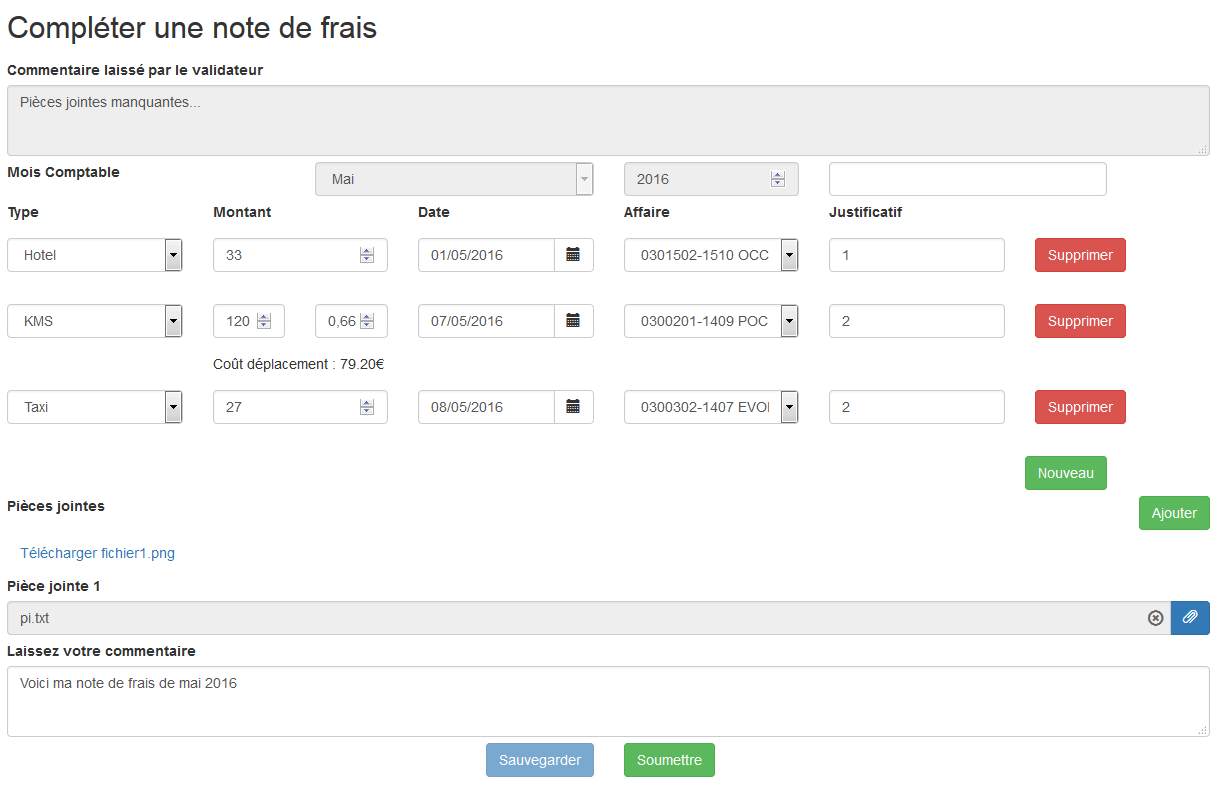 Compléter une note de frais
Commentaire laissé par le validateur
Pièces jointes manquantes...
Mois Comptable Mai 2016
Type Montant Date Affaire Justificatif
Hotel 33 01/05/2016 0301502-1510 OCC 1 Supprimer
KMS 120 0,66 07/05/2016 0300201-1409 POC 2 Supprimer
Coût déplacement : 79.20€
Taxi 27 08/05/2016 0300302-1407 EVOI 2 Supprimer
Nouveau
Pièces jointes Ajouter
Télécharger fichier1.png
Pièce jointe 1
pi.txt
Laissez votre commentaire
Voici ma note de frais de mai 2016
Sauvegarder Soumettre